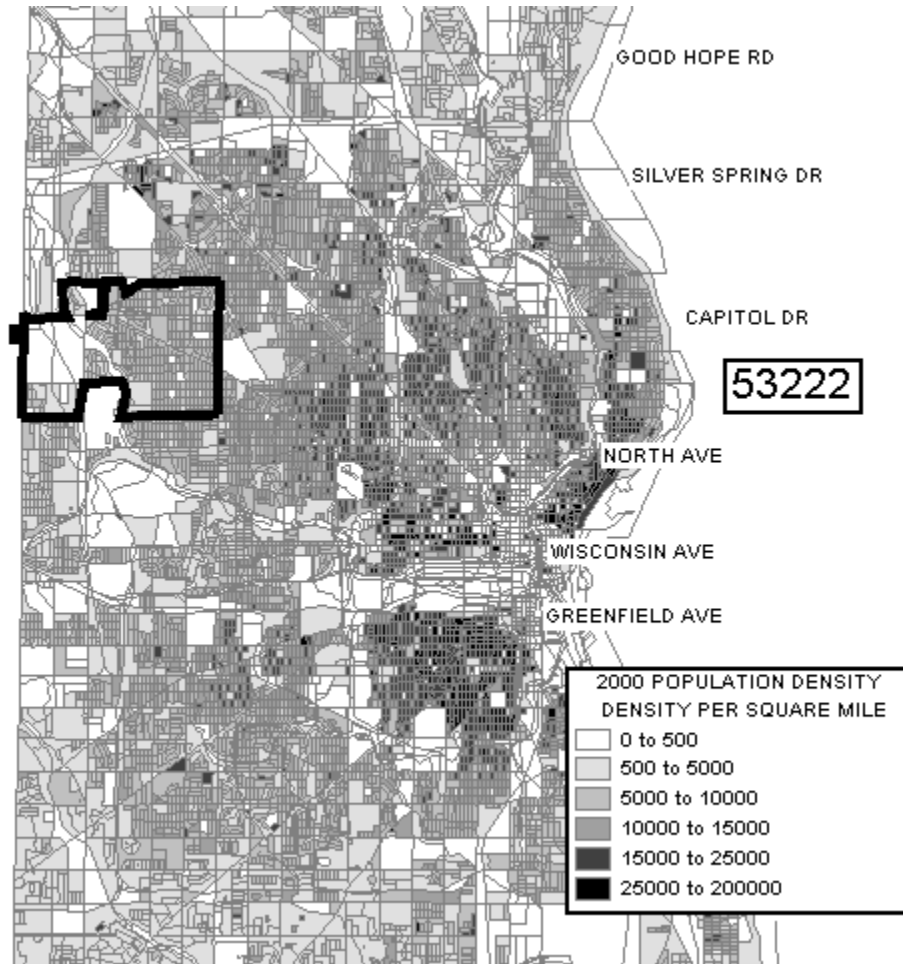 GOOD HOPE RD
SILVER SPRING DR
CAPITOL DR
53222
NORTH AVE
WISCONSIN AVE
GREENFIELD AVE
2000 POPULATION DENSITY
DENSITY PER SQUARE MILE
0 to 500
500 to 5000
5000 to 10000
10000 to 15000
15000 to 25000
25000 to 200000